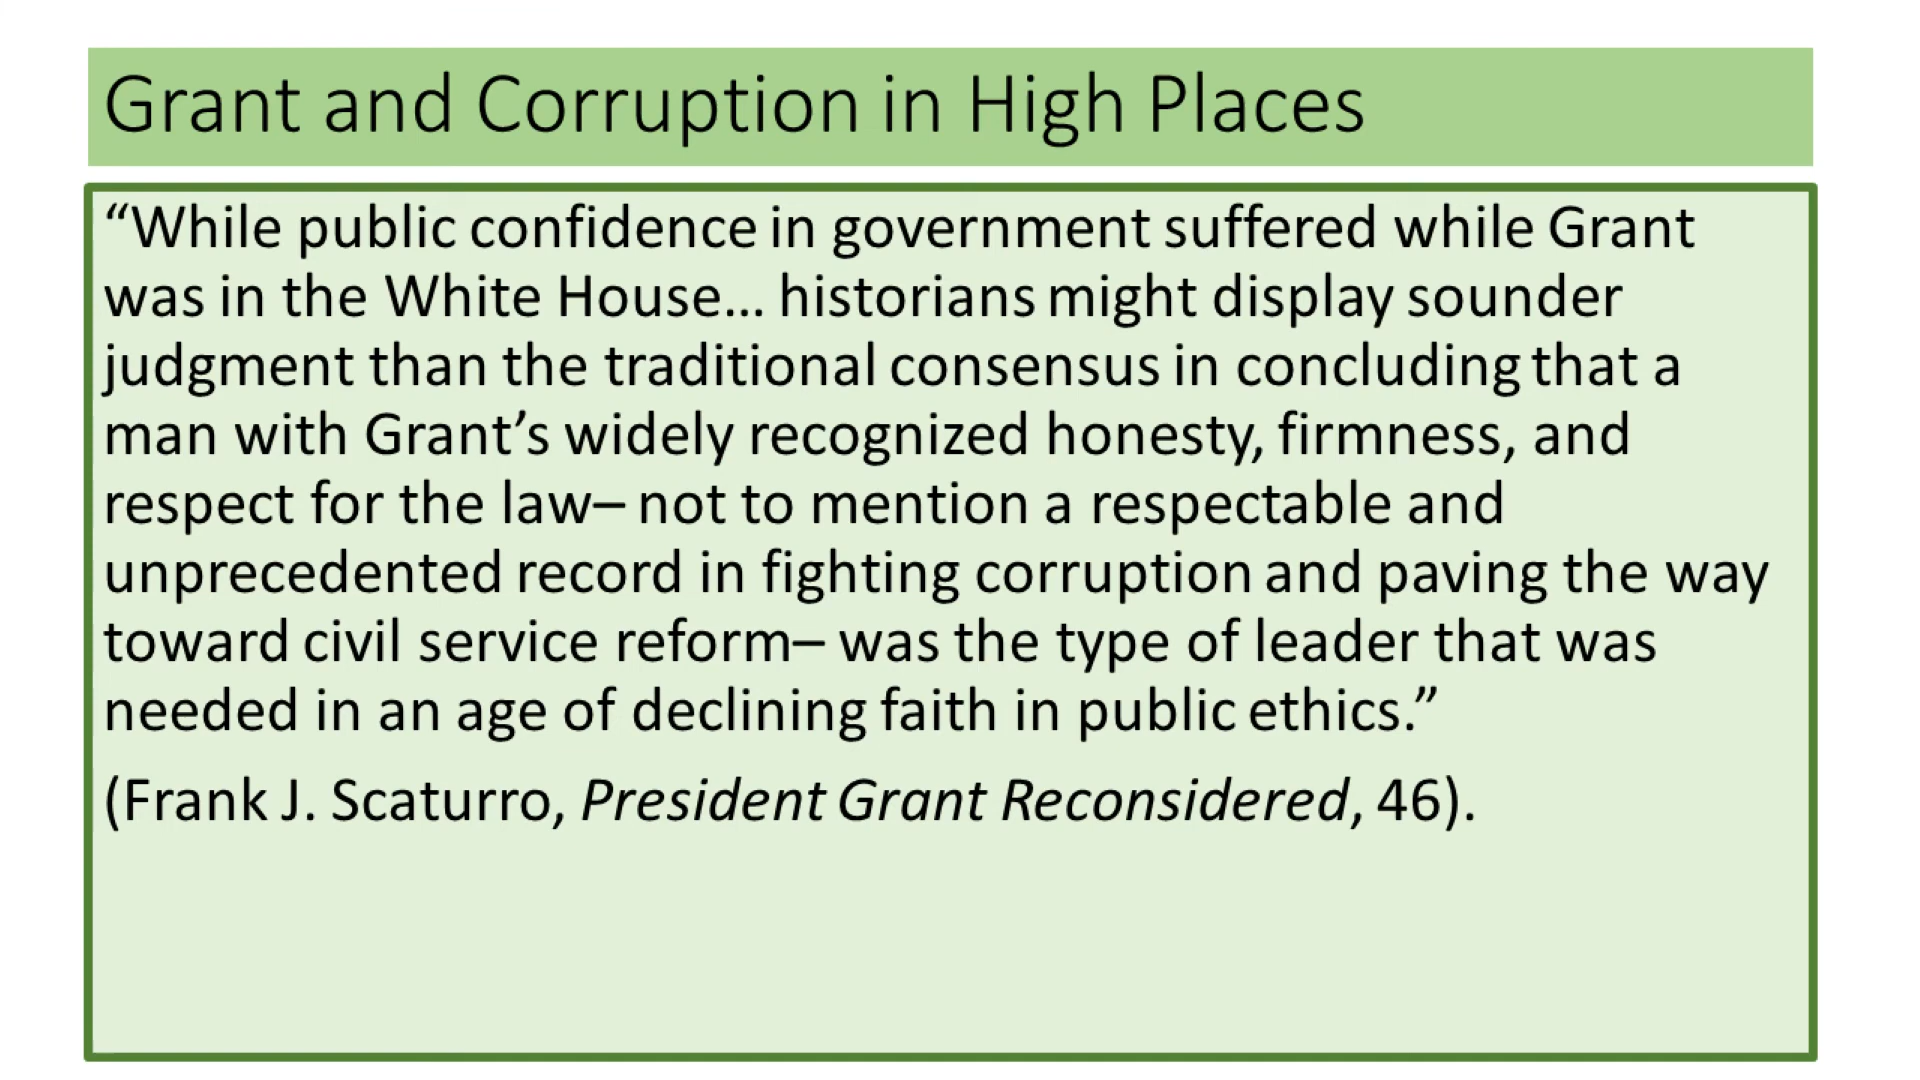 Grant and Corruption in High Places
“While public confidence in government suffered while Grant
was in the White House… historians might display sounder
judgment than the traditional consensus in concluding that a
man with Grant’s widely recognized honesty, firmness, and
respect for the law– not to mention a respectable and
unprecedented record in fighting corruption and paving the way
toward civil service reform– was the type of leader that was
needed in an age of declining faith in public ethics.”
(Frank J. Scaturro, President Grant Reconsidered, 46).